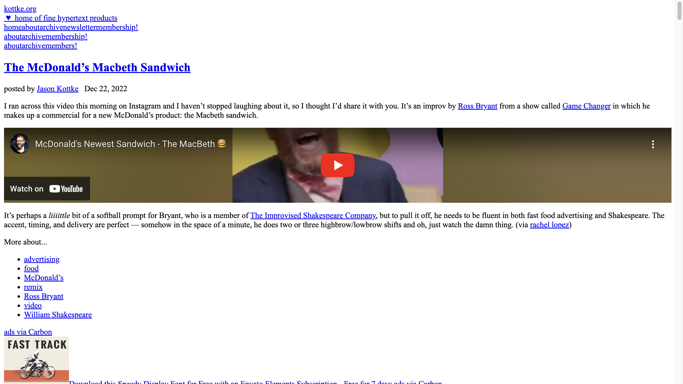 kottke.org
♥ home of fine hypertext products
homeaboutarchivenewslettermembership!
aboutarchivemembership!
aboutarchivemembers!
The McDonald’s Macbeth Sandwich
posted by Jason Kottke   Dec 22, 2022
I ran across this video this morning on Instagram and I haven’t stopped laughing about it, so I thought I’d share it with you. It’s an improv by Ross Bryant from a show called Game Changer in which he
makes up a commercial for a new McDonald’s product: the Macbeth sandwich.
McDonald's Newest Sandwich - The MacBeth 🍔
Watch on YouTube
It’s perhaps a liiiittle bit of a softball prompt for Bryant, who is a member of The Improvised Shakespeare Company, but to pull it off, he needs to be fluent in both fast food advertising and Shakespeare. The
accent, timing, and delivery are perfect — somehow in the space of a minute, he does two or three highbrow/lowbrow shifts and oh, just watch the damn thing. (via rachel lopez)
More about...
advertising
food
McDonald’s
remix
Ross Bryant
video
William Shakespeare
ads via Carbon
FAST TRACK
Download this Speedy Display Font for Free with an Envato Elements Subscription - Free for 7 days ads via Carbon